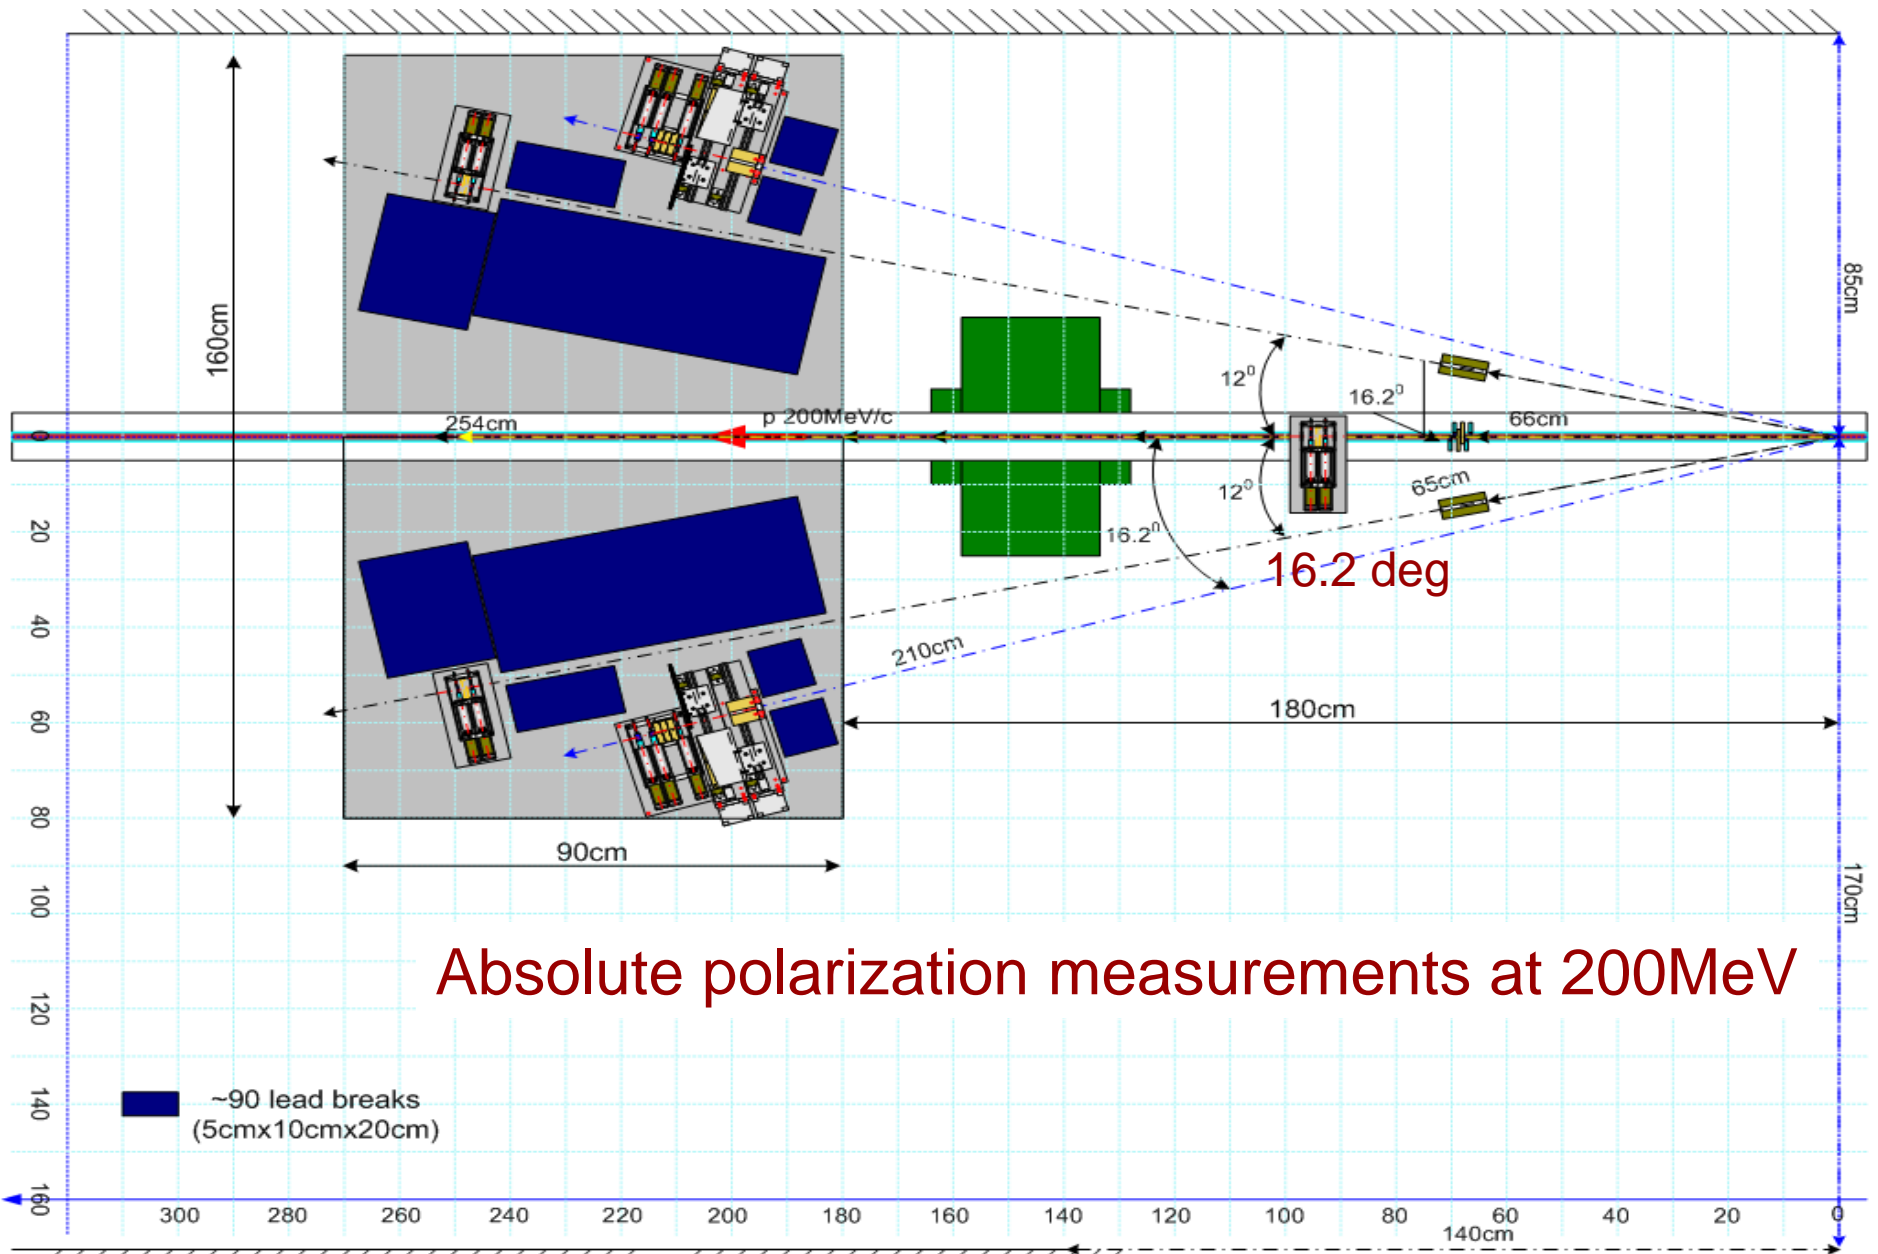 85cm
160cm
12⁰
16.2⁰
p 200MeV/c
254cm
66cm
0
65cm
12⁰
16.2⁰
16.2 deg
20
40
210cm
60
180cm
80
90cm
100
170cm
Absolute polarization measurements at 200MeV
120
~90 lead breaks
(5cmx10cmx20cm)
140
160
300 280 260 240 220 200 180 160 140 120 100 80 60 40 20 0
140cm